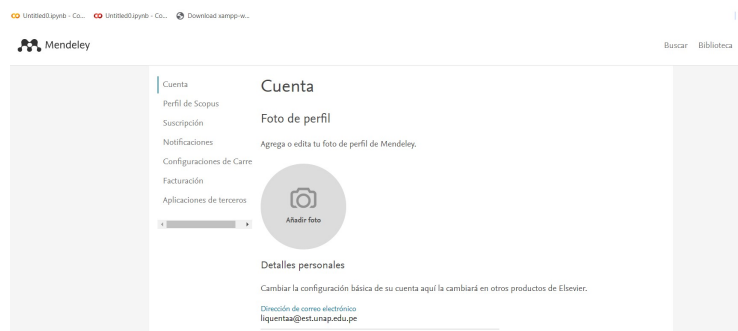 Untitled0.ipynb - Co...
Untitled0.ipynb - Co...
Download xampp-w...
Mendeley
Buscar
Biblioteca
Cuenta
Perfil de Scopus
Suscripción
Notificaciones
Configuraciones de Carre
Facturación
Aplicaciones de terceros
Cuenta
Foto de perfil
Agrega o edita tu foto de perfil de Mendeley.
Añadir foto
Detalles personales
Cambiar la configuración básica de su cuenta aquí la cambiará en otros productos de Elsevier.
Dirección de correo electrónico
liquentaa@est.unap.edu.pe